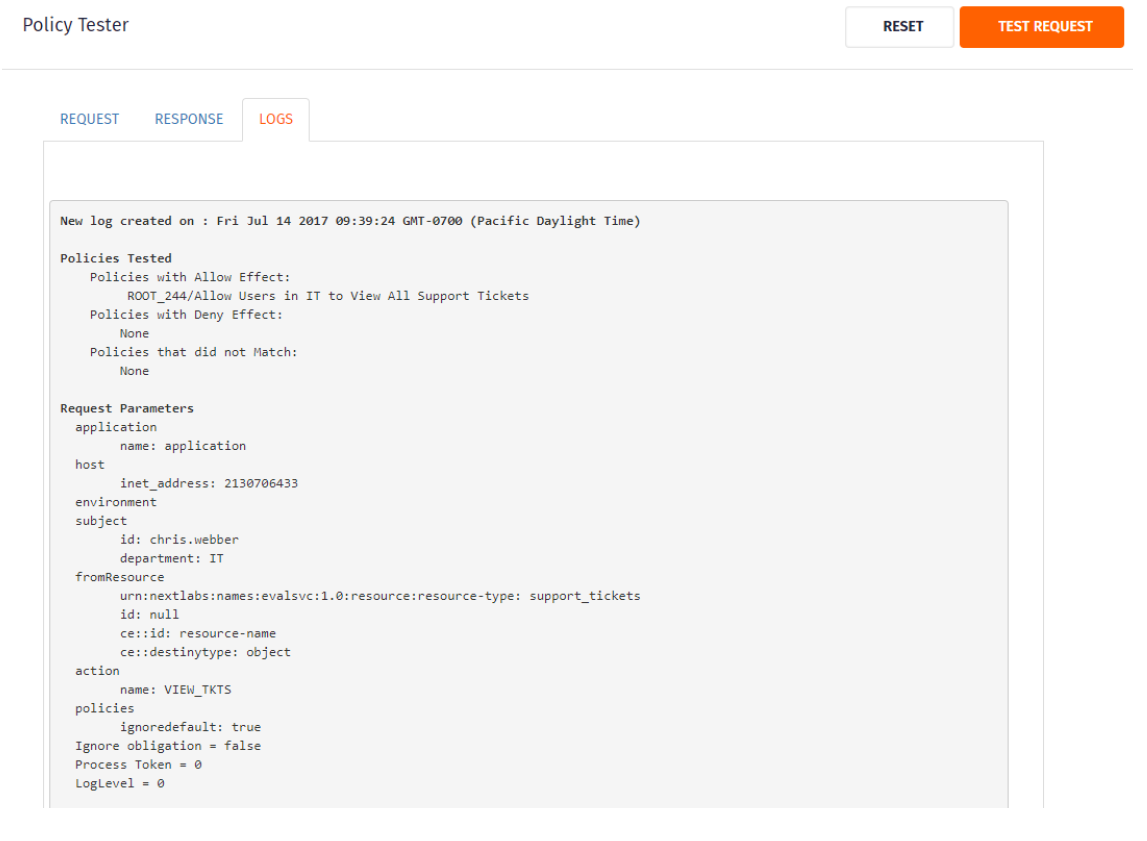 Policy Tester
RESET
TEST REQUEST
REQUEST
RESPONSE
LOGS
New log created on : Fri Jul 14 2017 09:39:24 GMT-0700 (Pacific Daylight Time)
Policies Tested
Policies with Allow Effect:
ROOT_244/Allow Users in IT to View All Support Tickets
Policies with Deny Effect:
None
Policies that did not Match:
None
Request Parameters
application
name: application
host
inet_address: 2130706433
environment
subject
id: chris.webber
department: IT
fromResource
urn:nextlabs:names:evalsvc:1.0:resource:resource-type: support_tickets
id: null
ce::id: resource-name
ce::destinytype: object
action
name: VIEW_TKTS
policies
ignoredefault: true
Ignore obligation = false
Process Token = 0
LogLevel = 0